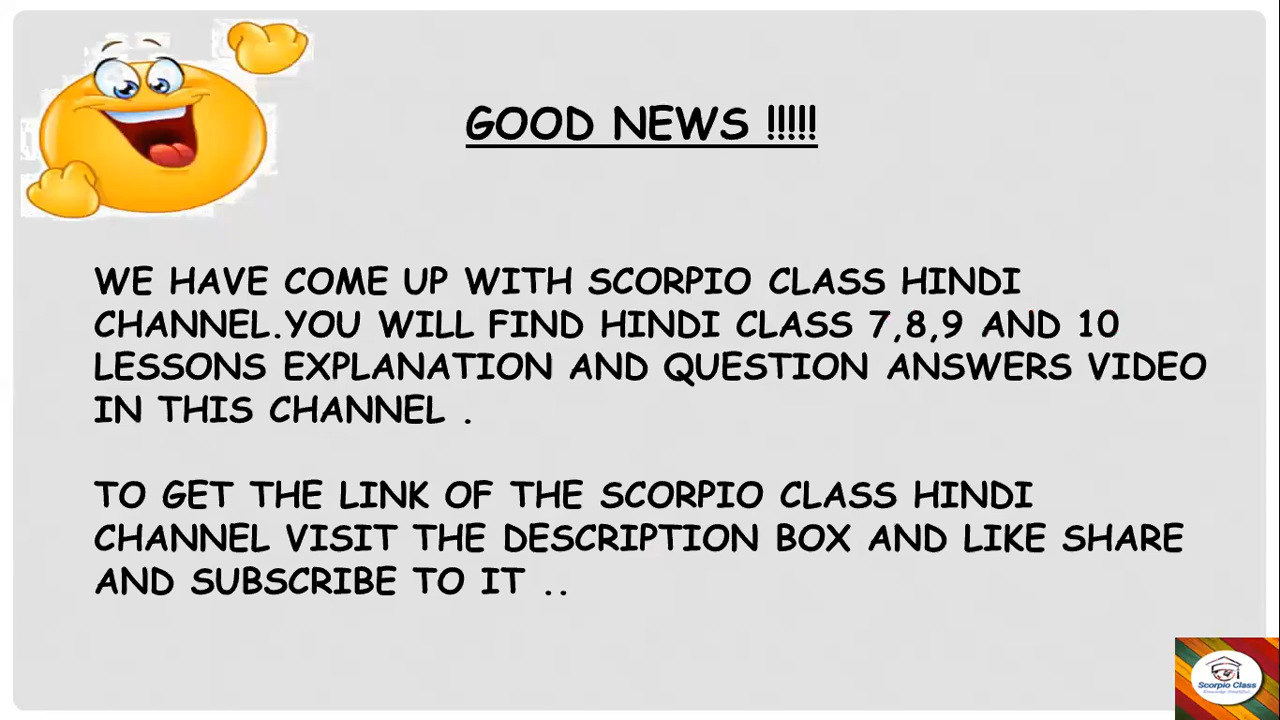 GOOD NEWS !!!!!
WE HAVE COME UP WITH SCORPIO CLASS HINDI
CHANNEL.YOU WILL FIND HINDI CLASS 7,8,9 AND 10
LESSONS EXPLANATION AND QUESTION ANSWERS VIDEO
IN THIS CHANNEL .
TO GET THE LINK OF THE SCORPIO CLASS HINDI
CHANNEL VISIT THE DESCRIPTION BOX AND LIKE SHARE
AND SUBSCRIBE TO IT ..
Scorpio Class